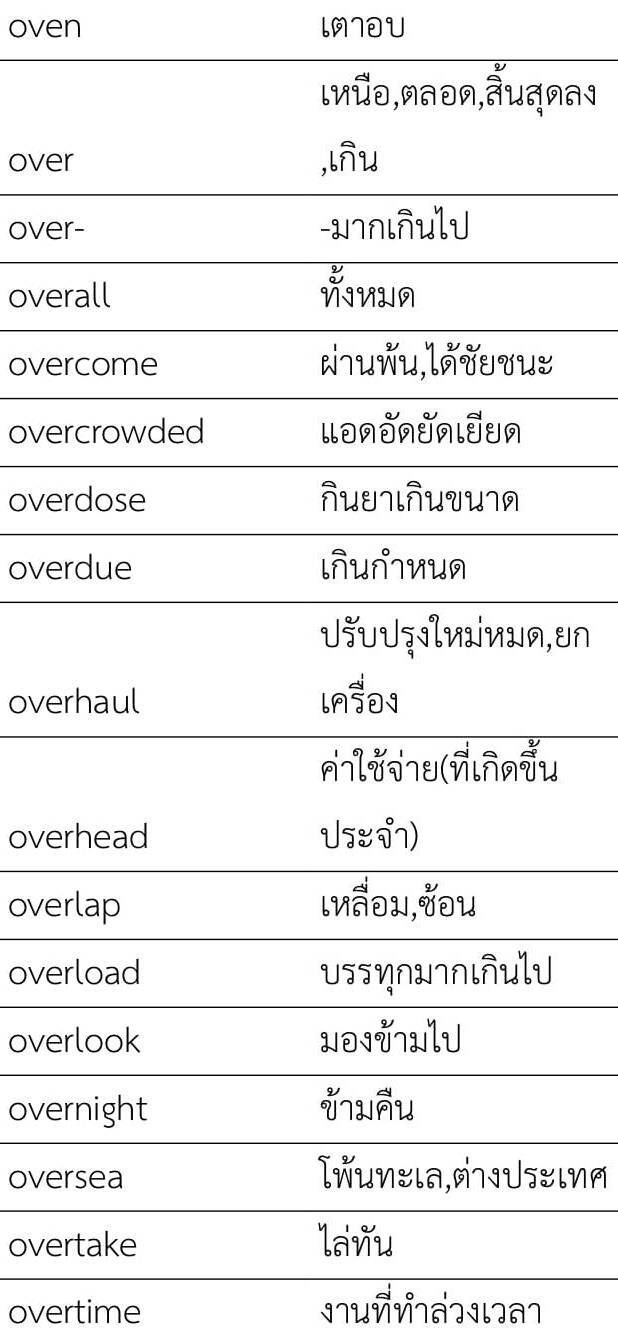 oven เตาอบ
เหนือ,ตลอด,สิ้นสุดลง
over ,เกิน
over- -มากเกินไป
overall ทั้งหมด
overcome ผ่านพ้น,ได้ชัยชนะ
overcrowded แอดอัดยัดเยียด
overdose กินยาเกินขนาด
overdue เกินกำหนด
ปรับปรุงใหม่หมด,ยก
overhaul เครื่อง
ค่าใช้จ่าย(ที่เกิดขึ้น
overhead ประจำ)
overlap เหลื่อม,ซ้อน
overload บรรทุกมากเกินไป
overlook มองข้ามไป
overnight ข้ามคืน
oversea โพ้นทะเล,ต่างประเทศ
overtake ไล่ทัน
overtime งานที่ทำล่วงเวลา